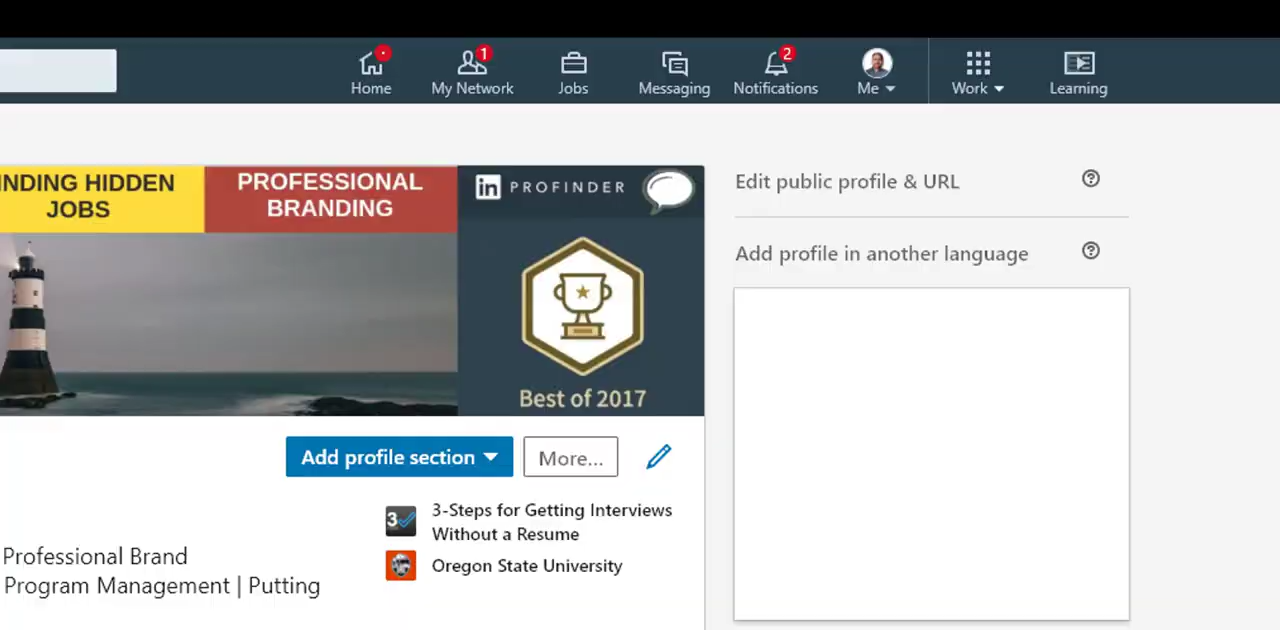 Home
1
My Network
Jobs
Messaging
2
Notifications
Me
Work
Learning
INDING HIDDEN
JOBS
PROFESSIONAL
BRANDING
in PROFINDER
Best of 2017
Edit public profile & URL
?
Add profile in another language
?
Add profile section
More...
3
3-Steps for Getting Interviews
Without a Resume
Oregon State University
Professional Brand
Program Management | Putting